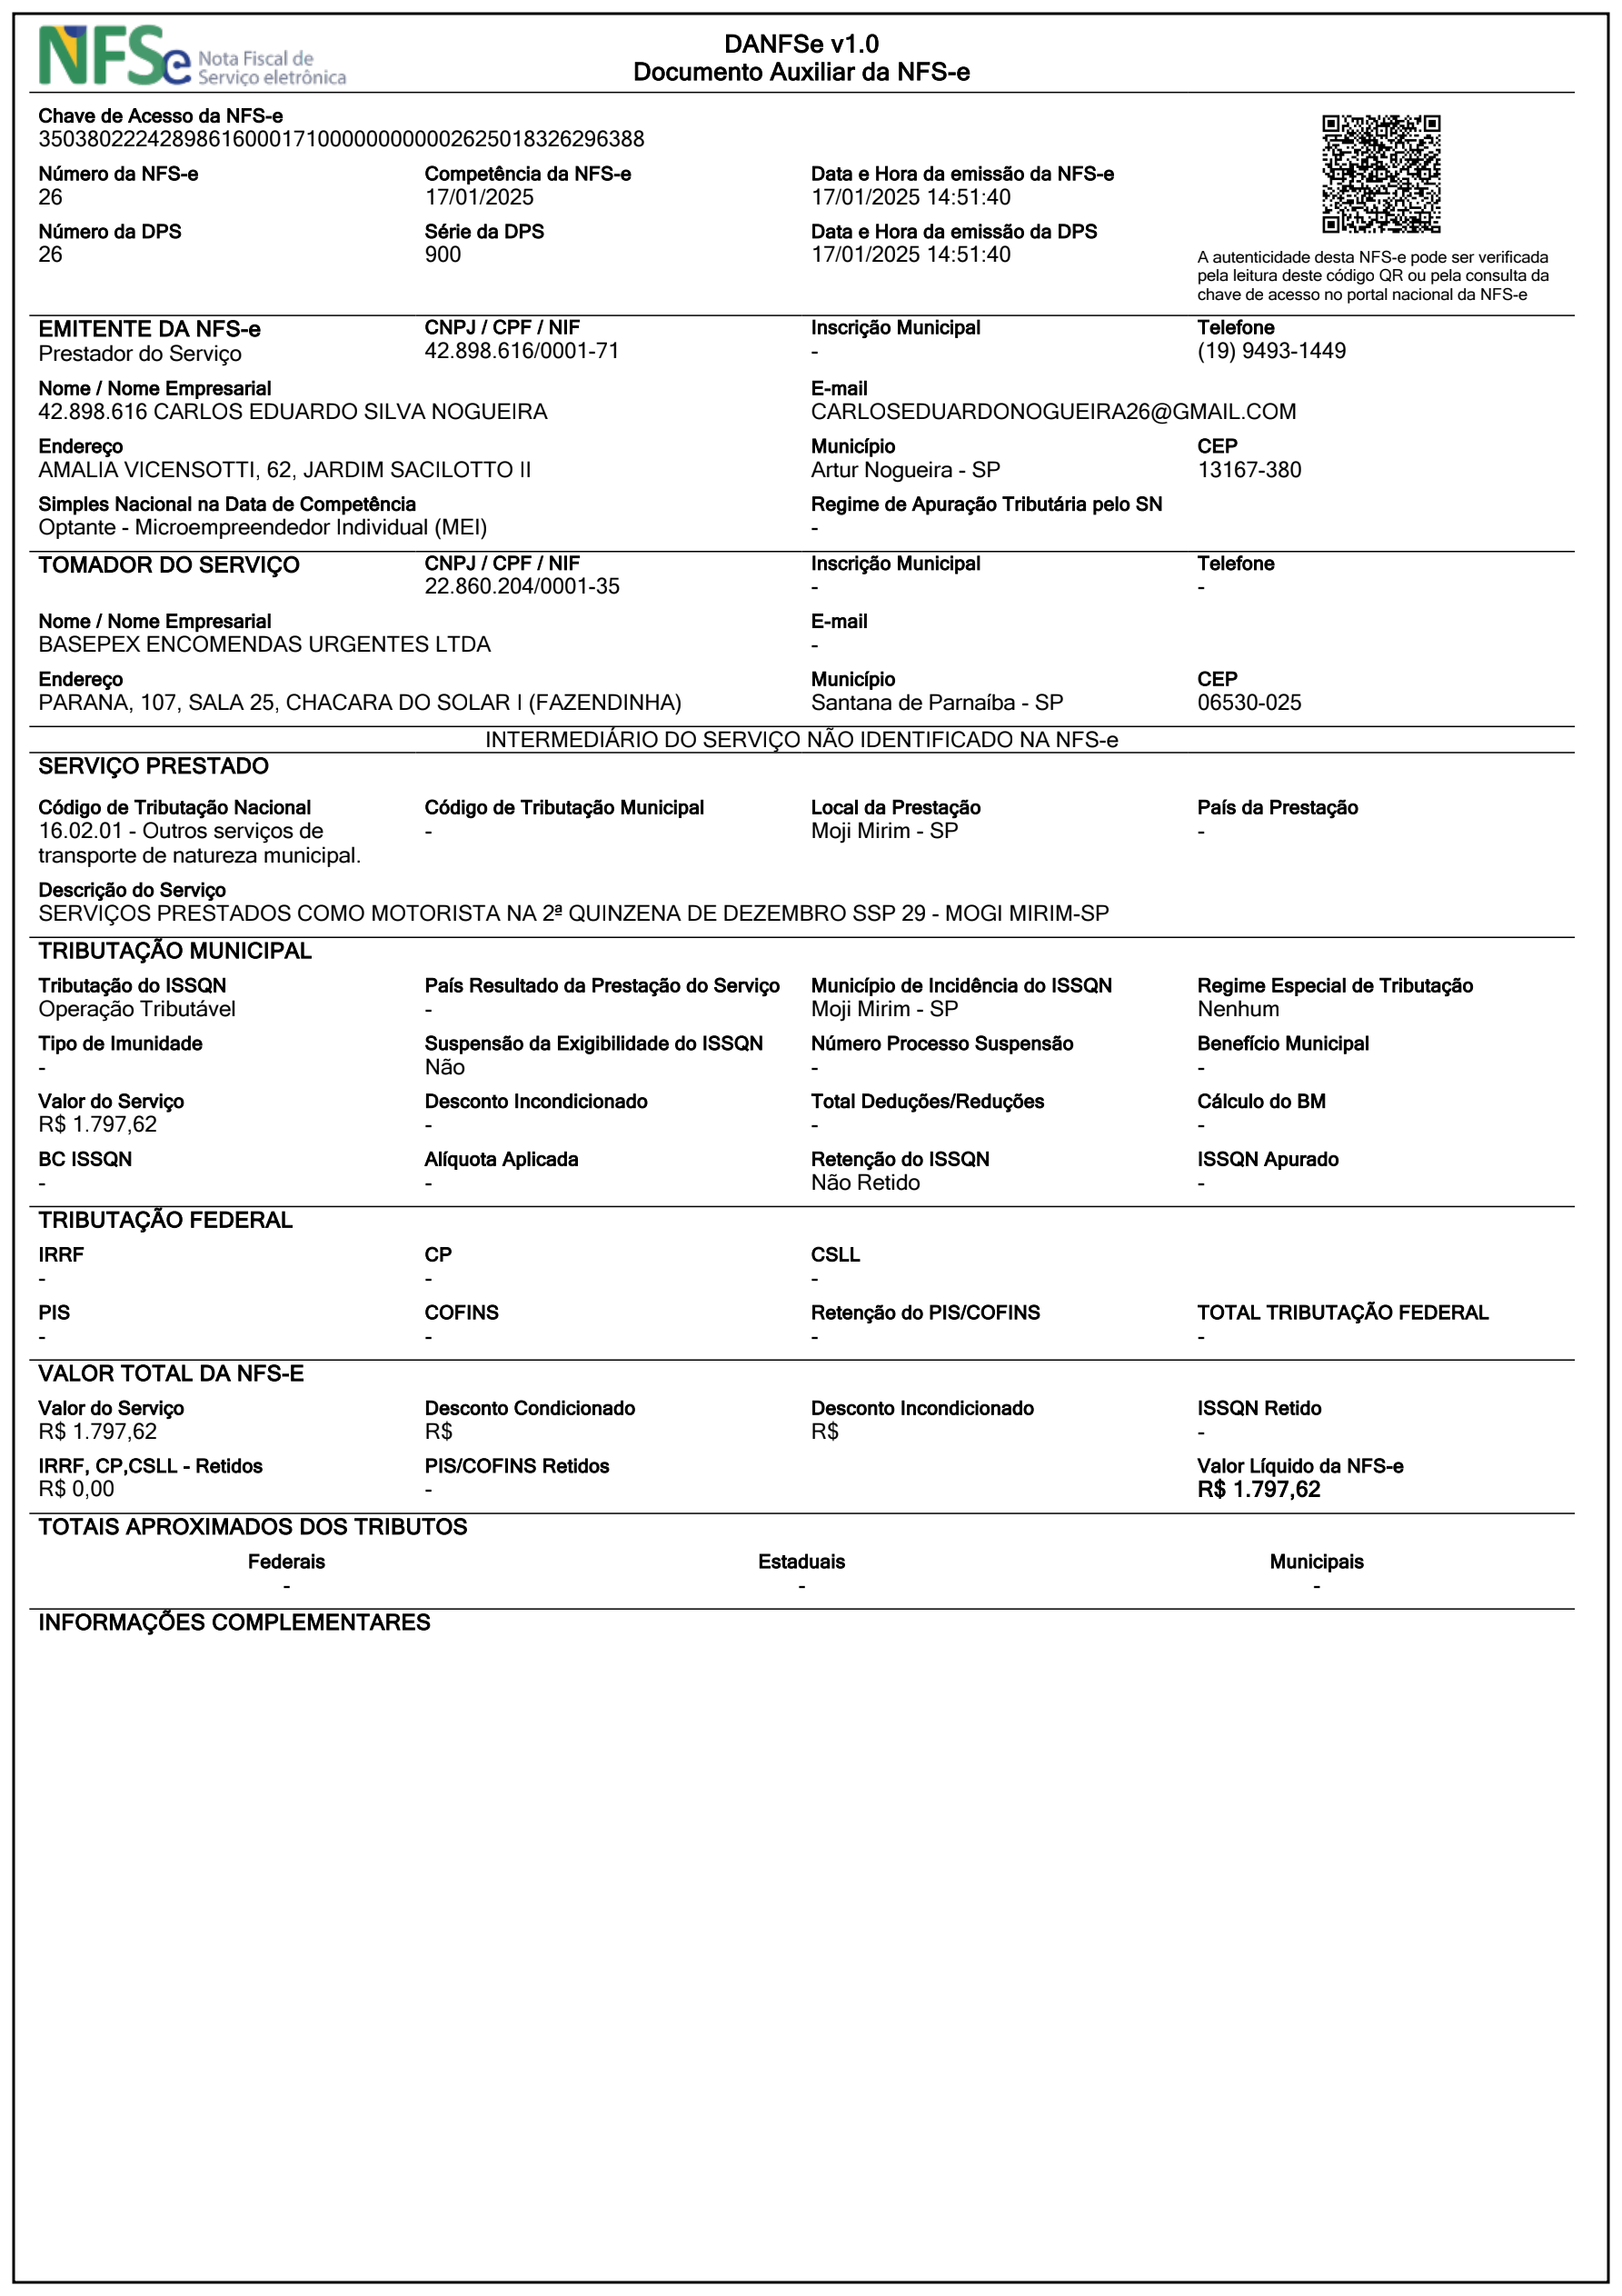 NFSe Nota Fiscal de
Serviço eletrônica
DANFSe v1.0
Documento Auxiliar da NFS-e
Chave de Acesso da NFS-e
35038022242898616000171000000000002625018326296388
Número da NFS-e Competência da NFS-e Data e Hora da emissão da NFS-e
26 17/01/2025 17/01/2025 14:51:40
Número da DPS Série da DPS Data e Hora da emissão da DPS
26 900 17/01/2025 14:51:40
A autenticidade desta NFS-e pode ser verificada
pela leitura deste código QR ou pela consulta da
chave de acesso no portal nacional da NFS-e
EMITENTE DA NFS-e CNPJ / CPF / NIF Inscrição Municipal Telefone
Prestador do Serviço 42.898.616/0001-71 - (19) 9493-1449
Nome / Nome Empresarial E-mail
42.898.616 CARLOS EDUARDO SILVA NOGUEIRA CARLOSEDUARDONOGUEIRA26@GMAIL.COM
Endereço Município CEP
AMALIA VICENSOTTI, 62, JARDIM SACILOTTO II Artur Nogueira - SP 13167-380
Simples Nacional na Data de Competência Regime de Apuração Tributária pelo SN
Optante - Microempreendedor Individual (MEI) -
TOMADOR DO SERVIÇO CNPJ / CPF / NIF Inscrição Municipal Telefone
22.860.204/0001-35 - -
Nome / Nome Empresarial E-mail
BASEPEX ENCOMENDAS URGENTES LTDA -
Endereço Município CEP
PARANA, 107, SALA 25, CHACARA DO SOLAR I (FAZENDINHA) Santana de Parnaíba - SP 06530-025
INTERMEDIÁRIO DO SERVIÇO NÃO IDENTIFICADO NA NFS-e
SERVIÇO PRESTADO
Código de Tributação Nacional Código de Tributação Municipal Local da Prestação País da Prestação
16.02.01 - Outros serviços de - Moji Mirim - SP -
transporte de natureza municipal.
Descrição do Serviço
SERVIÇOS PRESTADOS COMO MOTORISTA NA 2ª QUINZENA DE DEZEMBRO SSP 29 - MOGI MIRIM-SP
TRIBUTAÇÃO MUNICIPAL
Tributação do ISSQN País Resultado da Prestação do Serviço Município de Incidência do ISSQN Regime Especial de Tributação
Operação Tributável - Moji Mirim - SP Nenhum
Tipo de Imunidade Suspensão da Exigibilidade do ISSQN Número Processo Suspensão Benefício Municipal
- Não - -
Valor do Serviço Desconto Incondicionado Total Deduções/Reduções Cálculo do BM
R$ 1.797,62 - - -
BC ISSQN Alíquota Aplicada Retenção do ISSQN ISSQN Apurado
- - Não Retido -
TRIBUTAÇÃO FEDERAL
IRRF CP CSLL
- - -
PIS COFINS Retenção do PIS/COFINS TOTAL TRIBUTAÇÃO FEDERAL
- - - -
VALOR TOTAL DA NFS-E
Valor do Serviço Desconto Condicionado Desconto Incondicionado ISSQN Retido
R$ 1.797,62 R$ R$ -
IRRF, CP,CSLL - Retidos PIS/COFINS Retidos Valor Líquido da NFS-e
R$ 0,00 - R$ 1.797,62
TOTAIS APROXIMADOS DOS TRIBUTOS
Federais Estaduais Municipais
- - -
INFORMAÇÕES COMPLEMENTARES